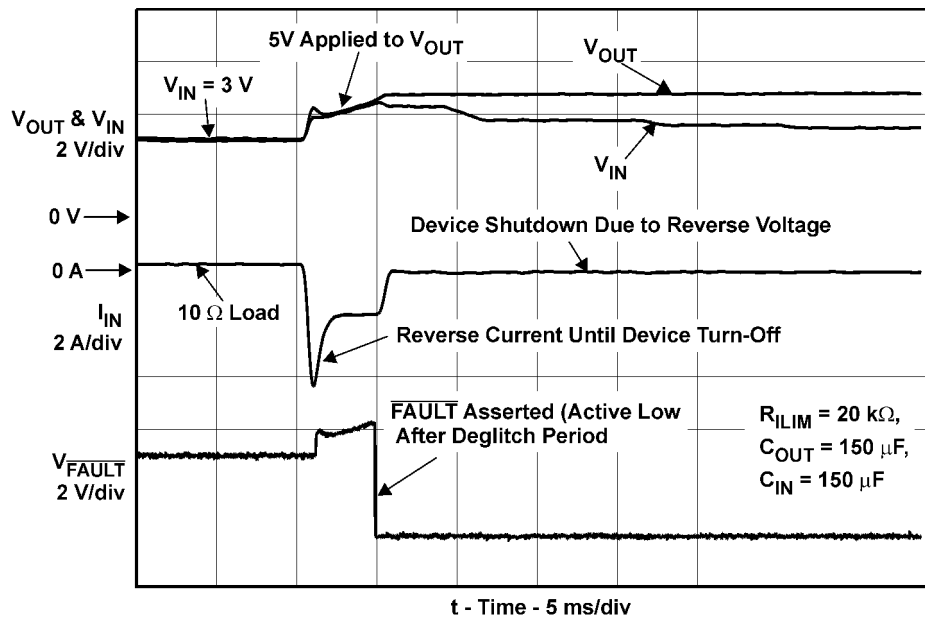 5V Applied to VOUT
VIN = 3 V
VOUT
VOUT & VIN
2 V/div
VIN
0 V
Device Shutdown Due to Reverse Voltage
0 A
10 Ω Load
IIN
2 A/div
Reverse Current Until Device Turn-Off
FAULT Asserted (Active Low
After Deglitch Period
RILIM = 20 kΩ,
COUT = 150 μF,
CIN = 150 μF
VFAULT
2 V/div
t - Time - 5 ms/div